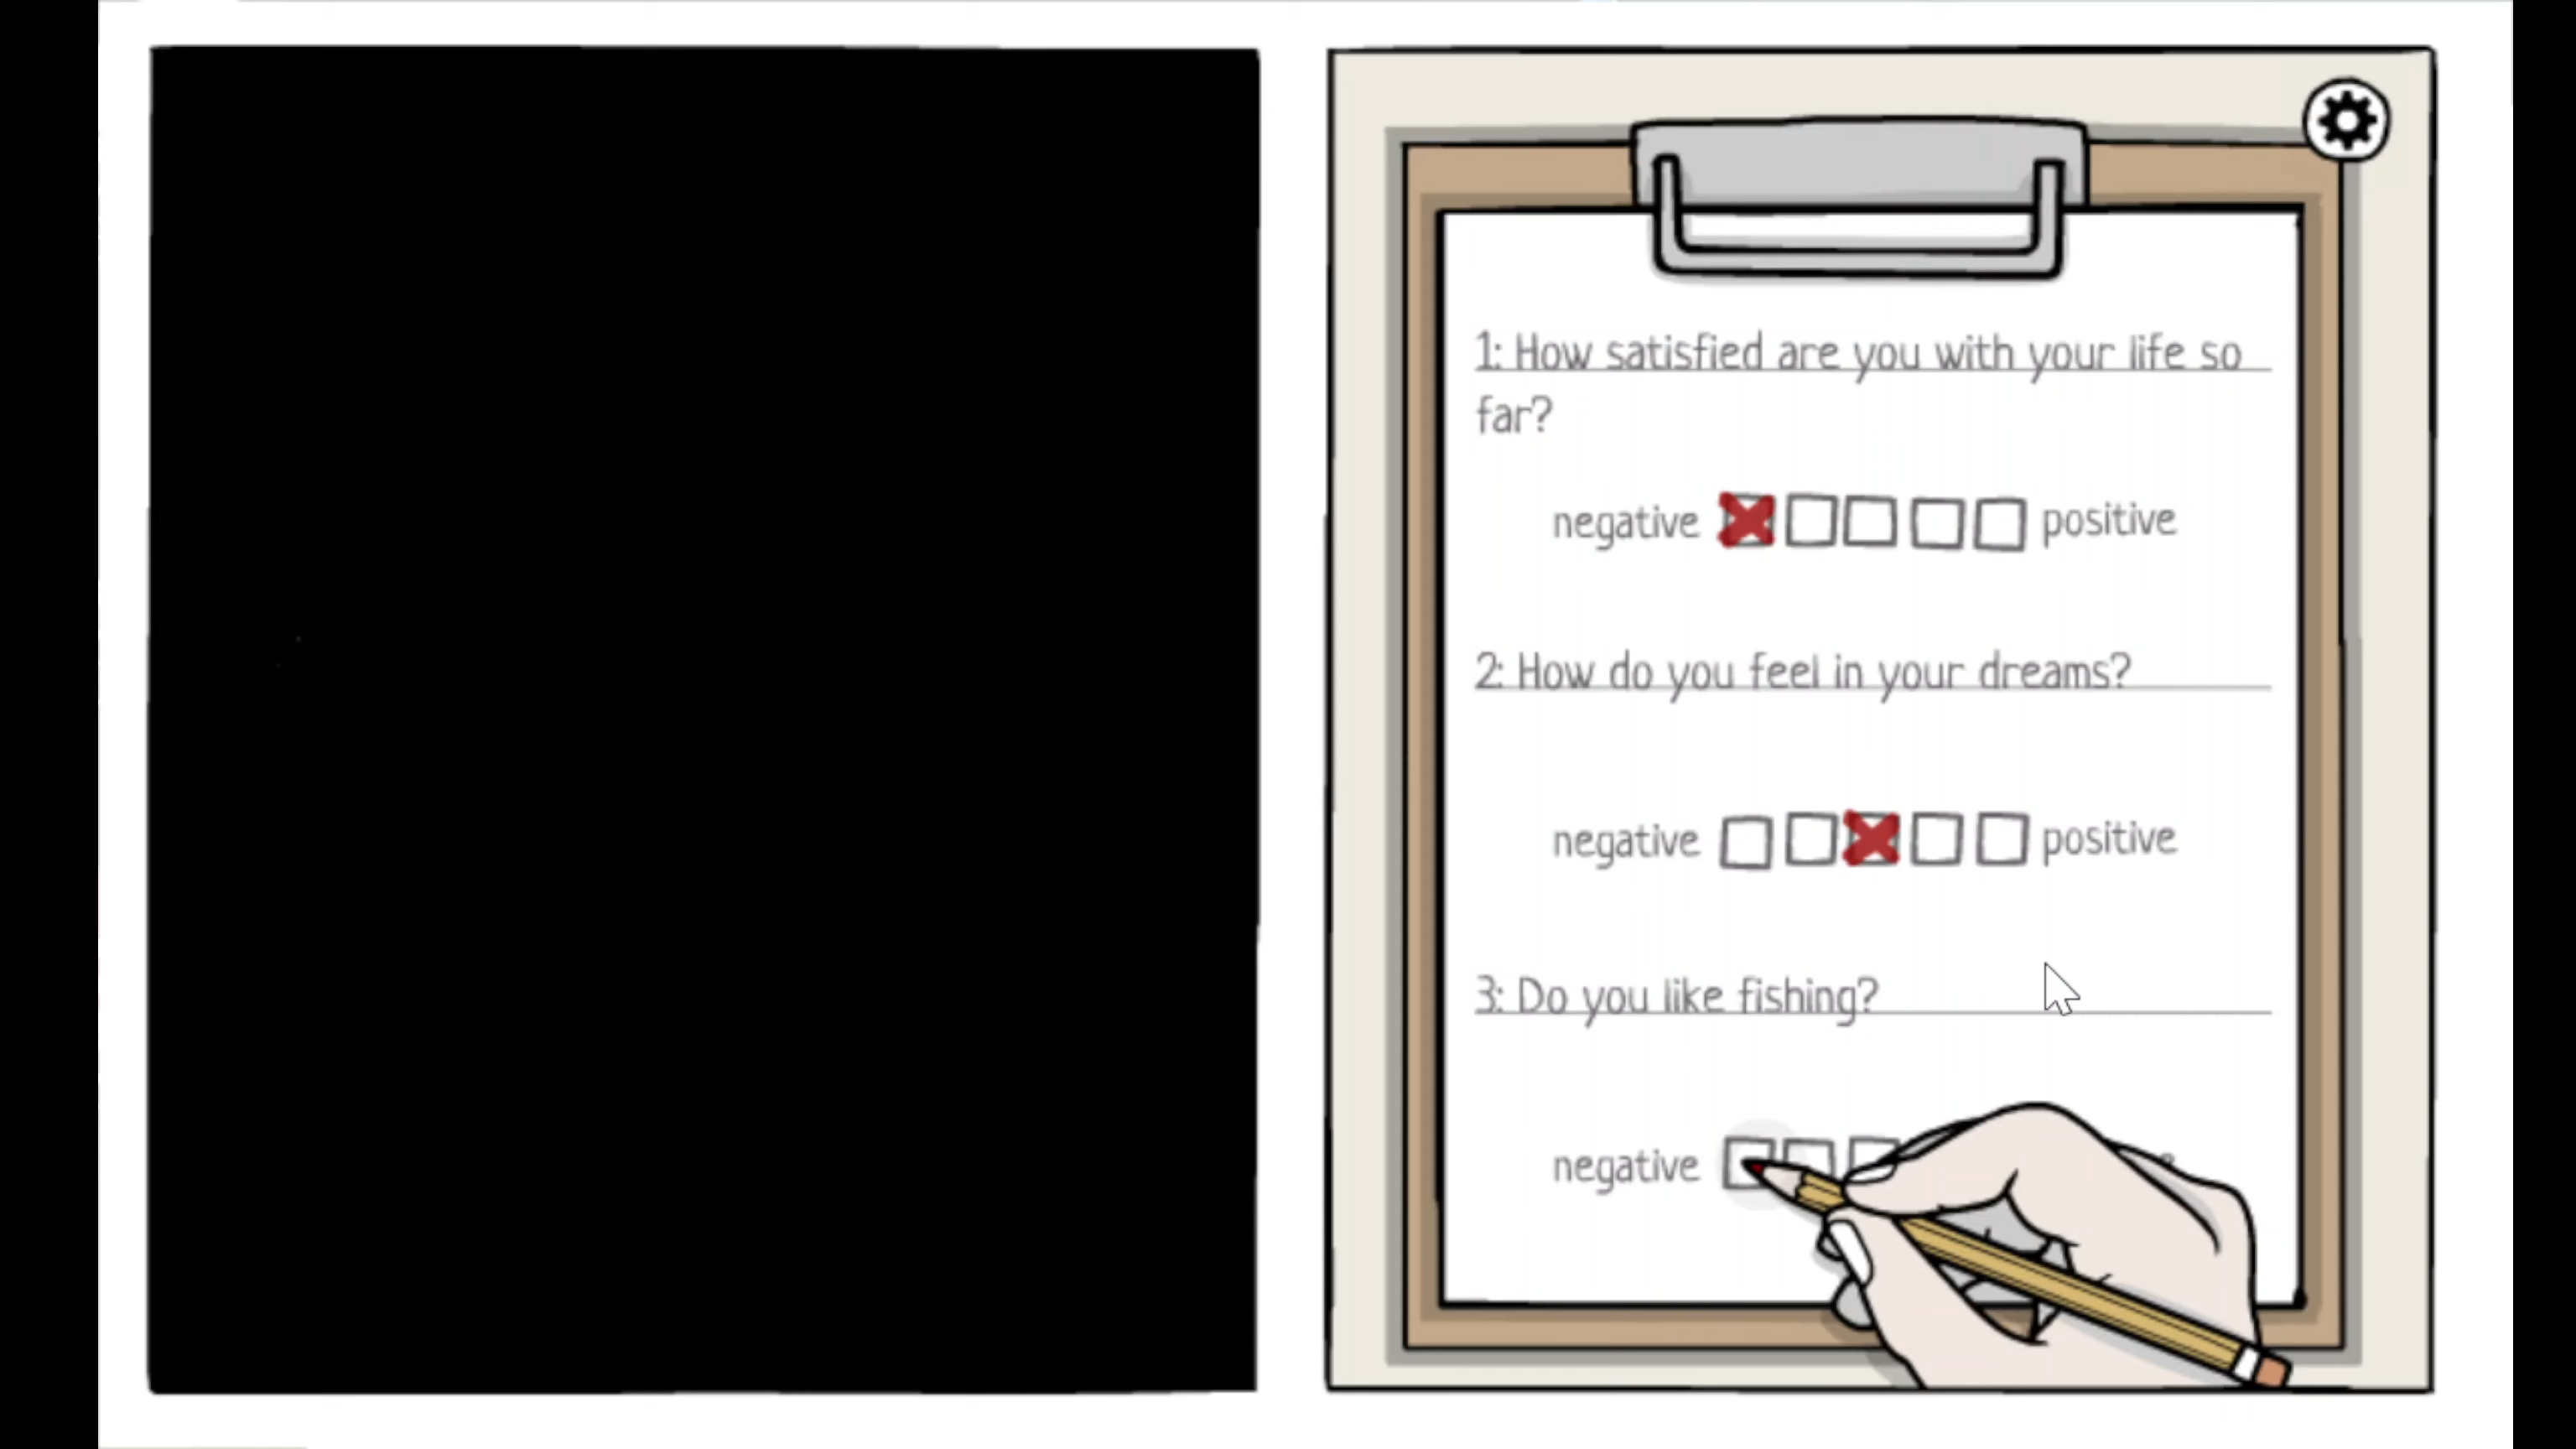 1: How satisfied are you with your life so
far?
negative positive
2: How do you feel in your dreams?
negative positive
3: Do you like fishing?
negative